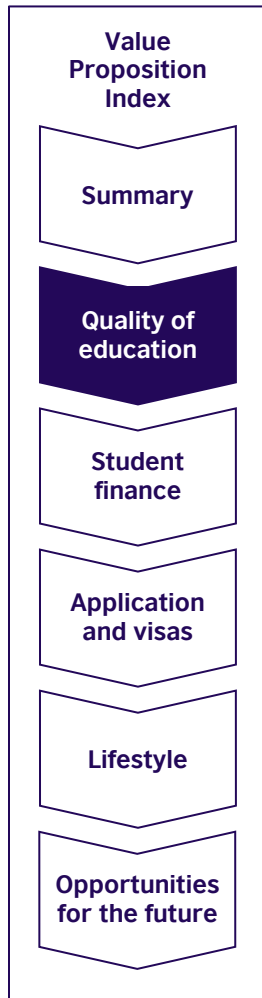 Value
Proposition
Index
Summary
Quality of
education
Student
finance
Application
and visas
Lifestyle
Opportunities
for the future